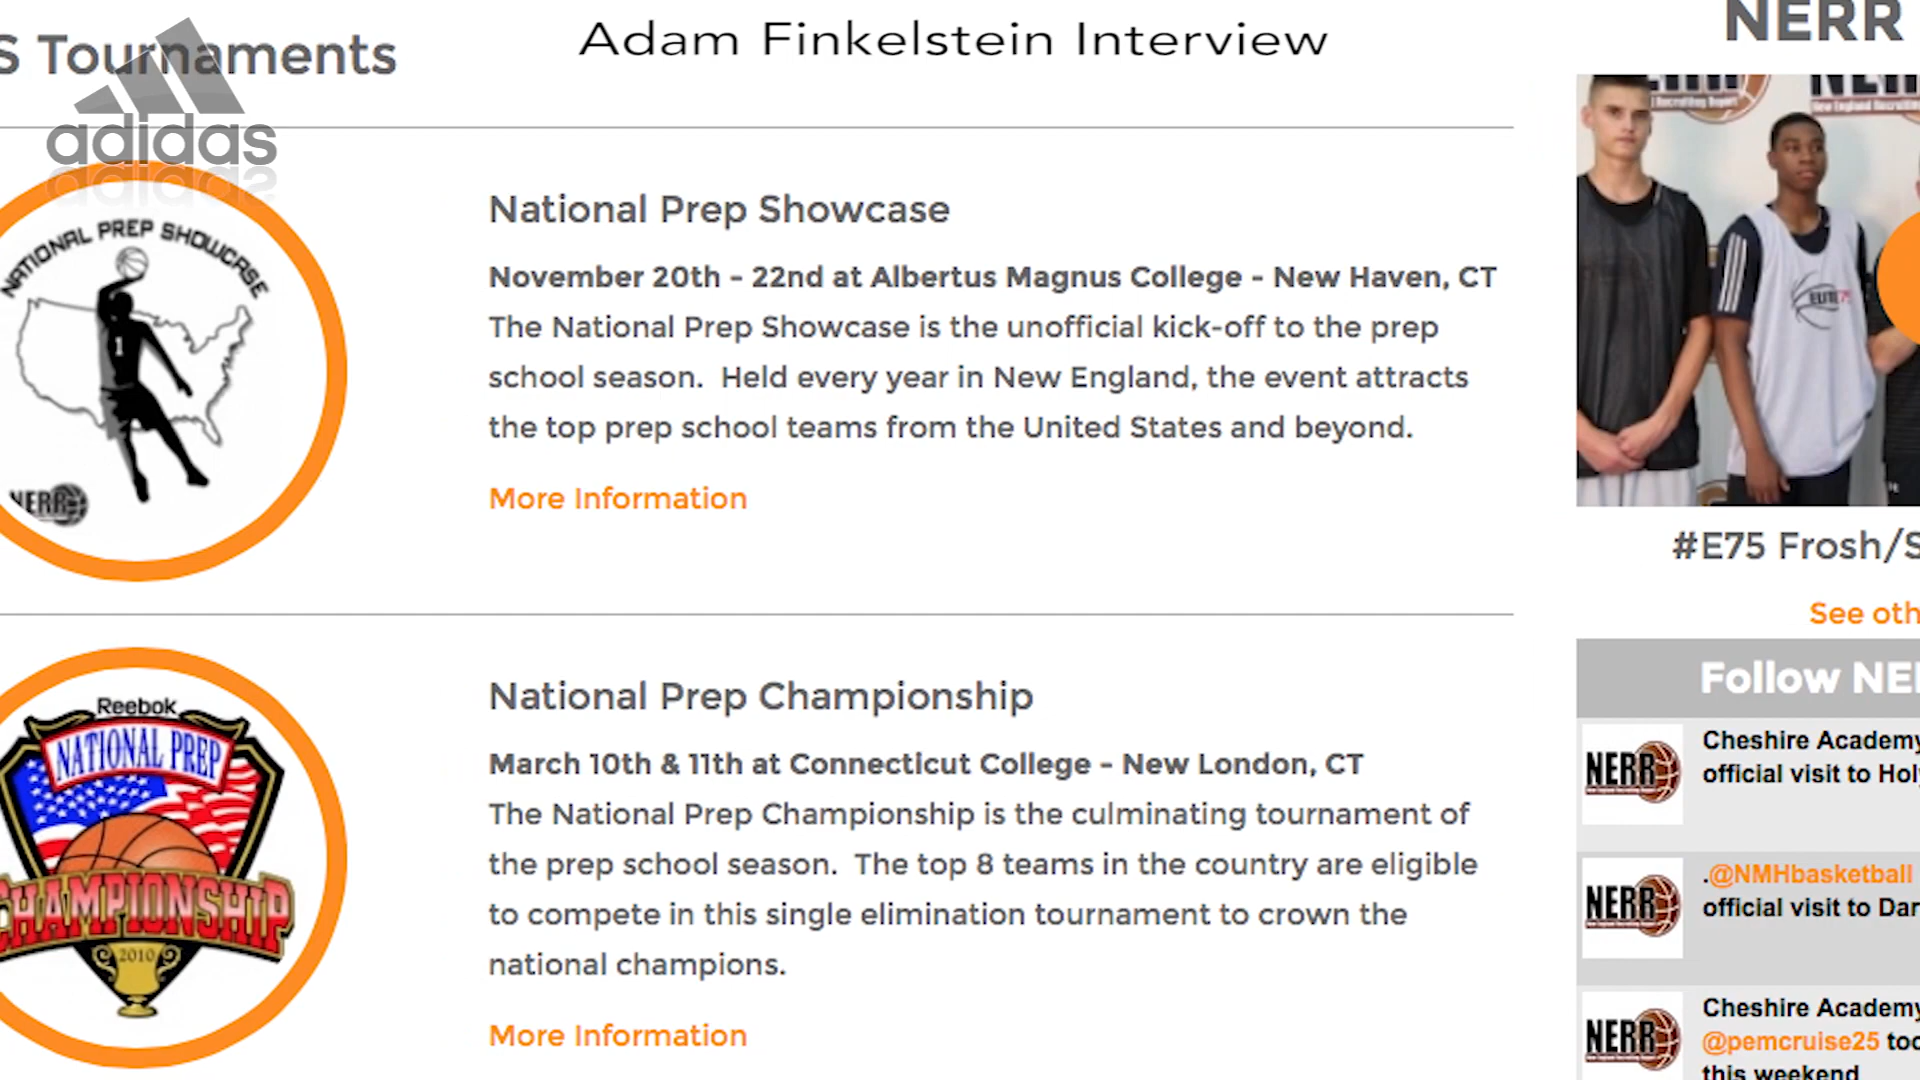 S Tournaments
adidas
Adam Finkelstein Interview
NERR
NATIONAL PREP SHOWCASE
1
NERR
National Prep Showcase
November 20th - 22nd at Albertus Magnus College - New Haven, CT
The National Prep Showcase is the unofficial kick-off to the prep
school season. Held every year in New England, the event attracts
the top prep school teams from the United States and beyond.
More Information
Reebok
NATIONAL PREP
CHAMPIONSHIP
2010
National Prep Championship
March 10th & 11th at Connecticut College - New London, CT
The National Prep Championship is the culminating tournament of
the prep school season. The top 8 teams in the country are eligible
to compete in this single elimination tournament to crown the
national champions.
More Information
ELITE75
#E75 Frosh/S
See oth
Follow NE
NERR
Cheshire Academy
official visit to Holy
NERR
.@NMHbasketball
official visit to Dar
NERR
Cheshire Academy
@pemcruise25 too
this weekend